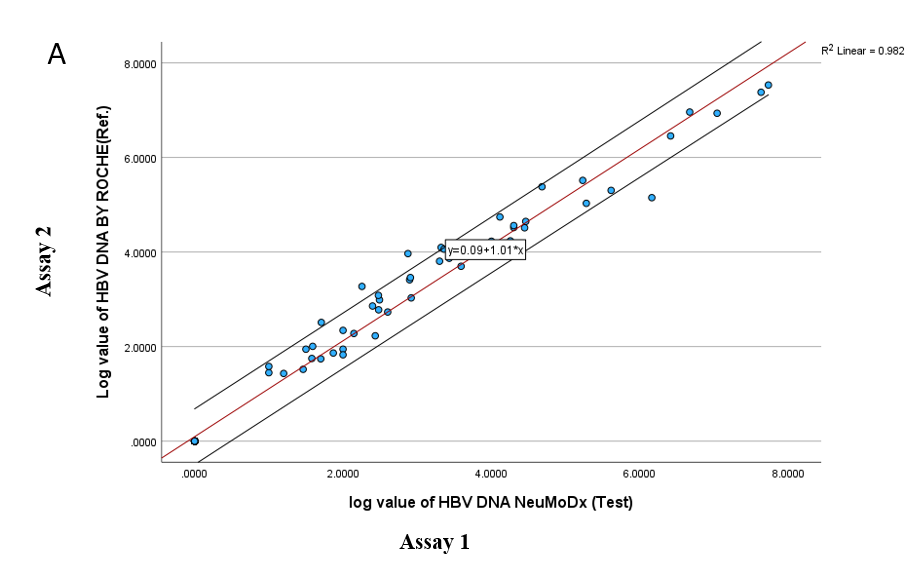 A
R² Linear = 0.982
8.0000
6.0000
4.0000
2.0000
.0000
Log value of HBV DNA BY ROCHE(Ref.)
Assay 2
y=0.09+1.01*x
.0000 2.0000 4.0000 6.0000 8.0000
log value of HBV DNA NeuMoDx (Test)
Assay 1